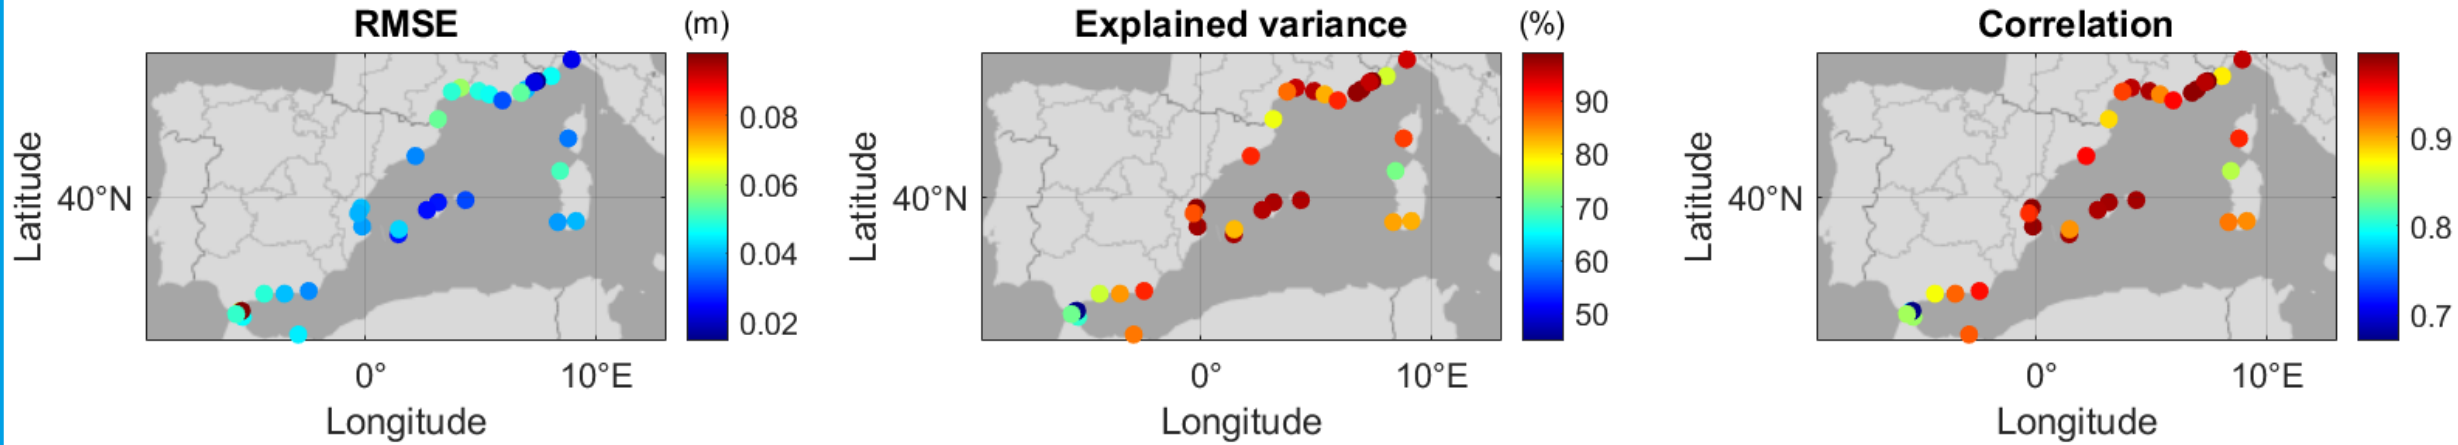 RMSE
(m)
Latitude
40°N
0°
10°E
Longitude
0.08
0.06
0.04
0.02
Explained variance
(%)
Latitude
40°N
0°
10°E
Longitude
90
80
70
60
50
Correlation
Latitude
40°N
0°
10°E
Longitude
0.9
0.8
0.7